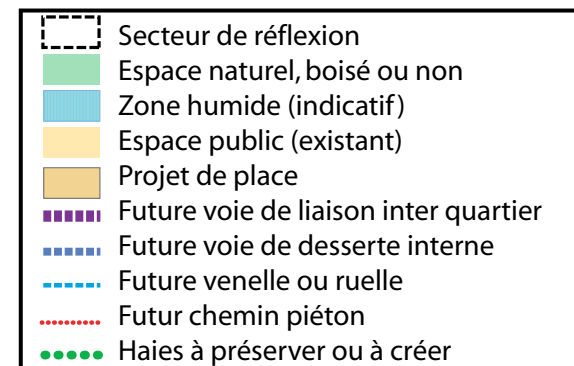 Secteur de réflexion
Espace naturel, boisé ou non
Zone humide (indicatif)
Espace public (existant)
Projet de place
Future voie de liaison inter quartier
Future voie de desserte interne
Future venelle ou ruelle
Futur chemin piéton
Haies à préserver ou à créer